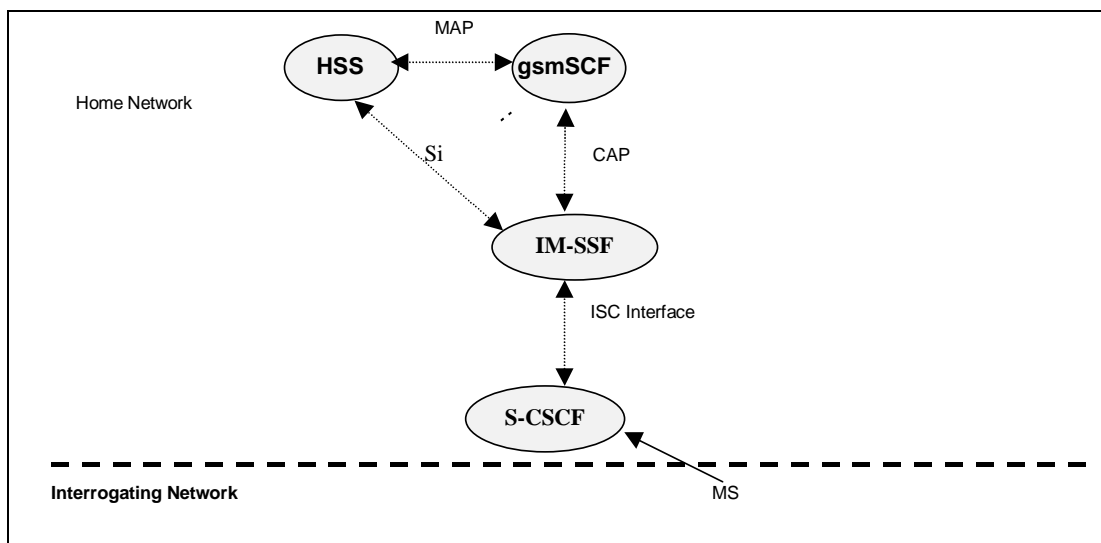 MAP
HSS
gsmSCF
Home Network
Si
CAP
IM-SSF
ISC Interface
S-CSCF
Interrogating Network
MS